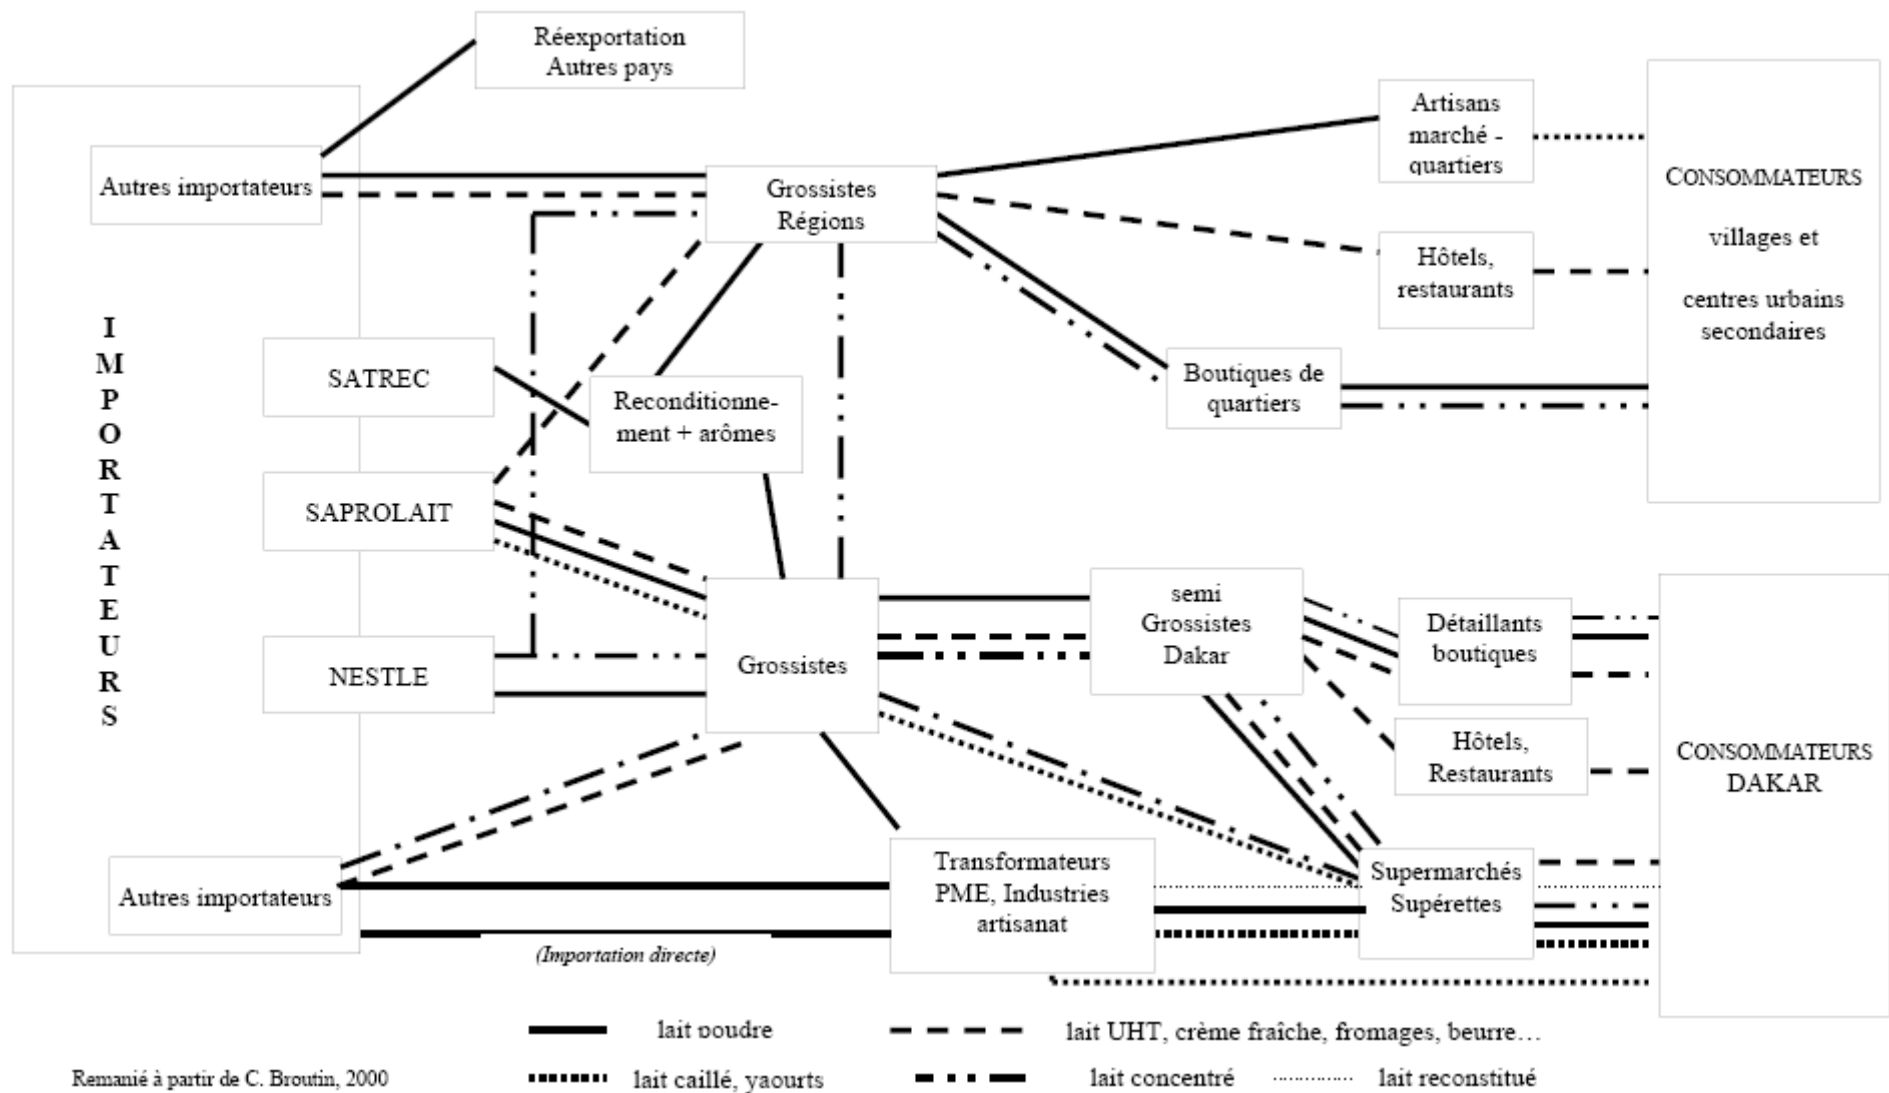 Réexportation
Autres pays
Autres importateurs
Grossistes
Régions
Artisans
marché -
quartiers
Hôtels,
restaurants
Boutiques de
quartiers
CONSOMMATEURS
villages et
centres urbains
secondaires
IMPORTATEURS
SATREC
Reconditionne-
ment + arômes
SAPROLAIT
NESTLE
Grossistes
semi
Grossistes
Dakar
Détaillants
boutiques
Hôtels,
Restaurants
CONSOMMATEURS
DAKAR
Autres importateurs
(Importation directe)
Transformateurs
PME, Industries
artisanat
Supermarchés
Supérettes
lait poudre
lait UHT, crème fraîche, fromages, beurre…
Remanié à partir de C. Broutin, 2000
lait caillé, yaourts
lait concentré
lait reconstitué